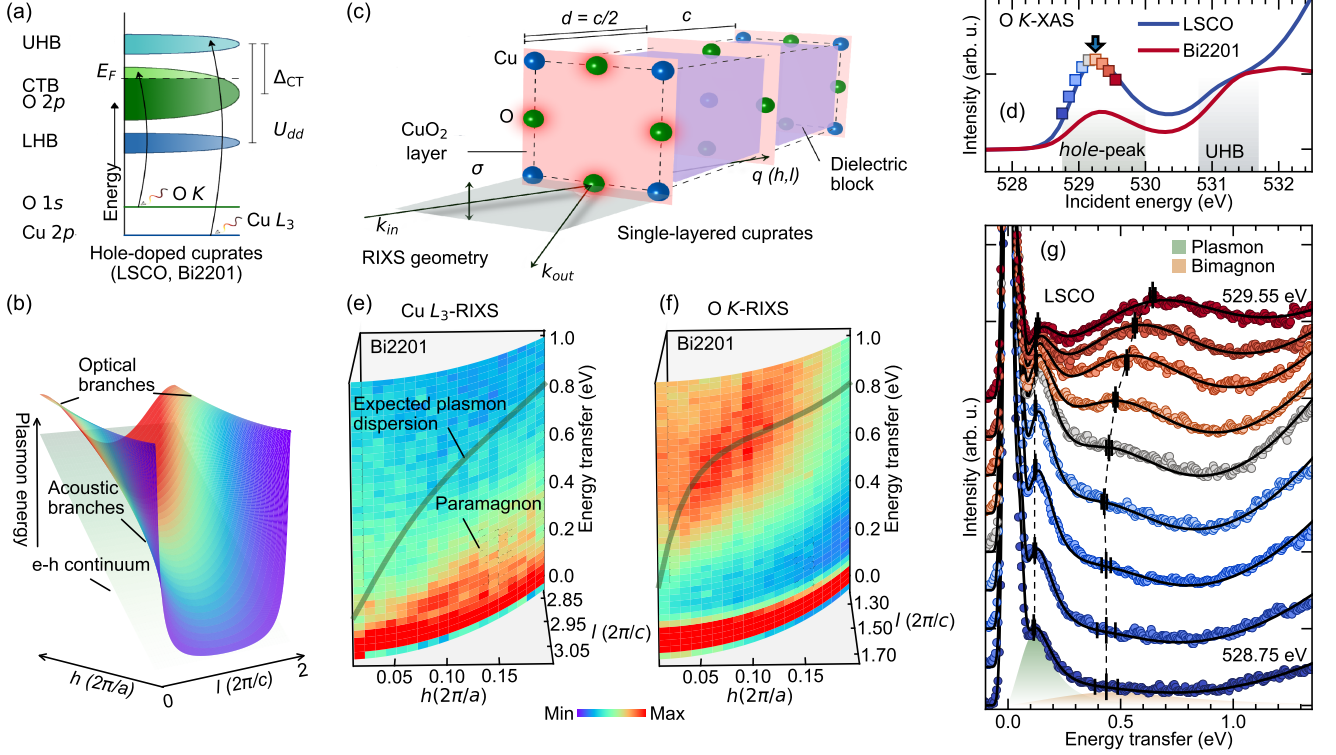 (a)
UHB
E_F
CTB
O 2p
LHB
Δ_CT
U_dd
Energy
O 1s
Cu 2p
O K
Cu L₃
Hole-doped cuprates
(LSCO, Bi2201)
(b)
Optical
branches
Plasmon energy
Acoustic
branches
e-h continuum
h (2π/a)
0
l (2π/c)
2
(c)
d = c/2
c
Cu
O
CuO₂
layer
σ
k_in
k_out
RIXS geometry
q (h,l)
Dielectric
block
Single-layered cuprates
(d)
O K-XAS
LSCO
Bi2201
hole-peak
UHB
Intensity (arb. u.)
528 529 530 531 532
Incident energy (eV)
(e)
Cu L₃-RIXS
Bi2201
Expected plasmon
dispersion
Paramagnon
1.0
0.8
0.6
0.4
0.2
0.0
Energy transfer (eV)
2.85
2.95
3.05
l (2π/c)
0.05 0.10 0.15
h(2π/a)
(f)
O K-RIXS
Bi2201
1.0
0.8
0.6
0.4
0.2
0.0
Energy transfer (eV)
1.30
1.50
1.70
l (2π/c)
0.05 0.10 0.15
h(2π/a)
Min Max
(g)
Plasmon
Bimagnon
LSCO
529.55 eV
528.75 eV
Intensity (arb. u.)
0.0 0.5 1.0
Energy transfer (eV)